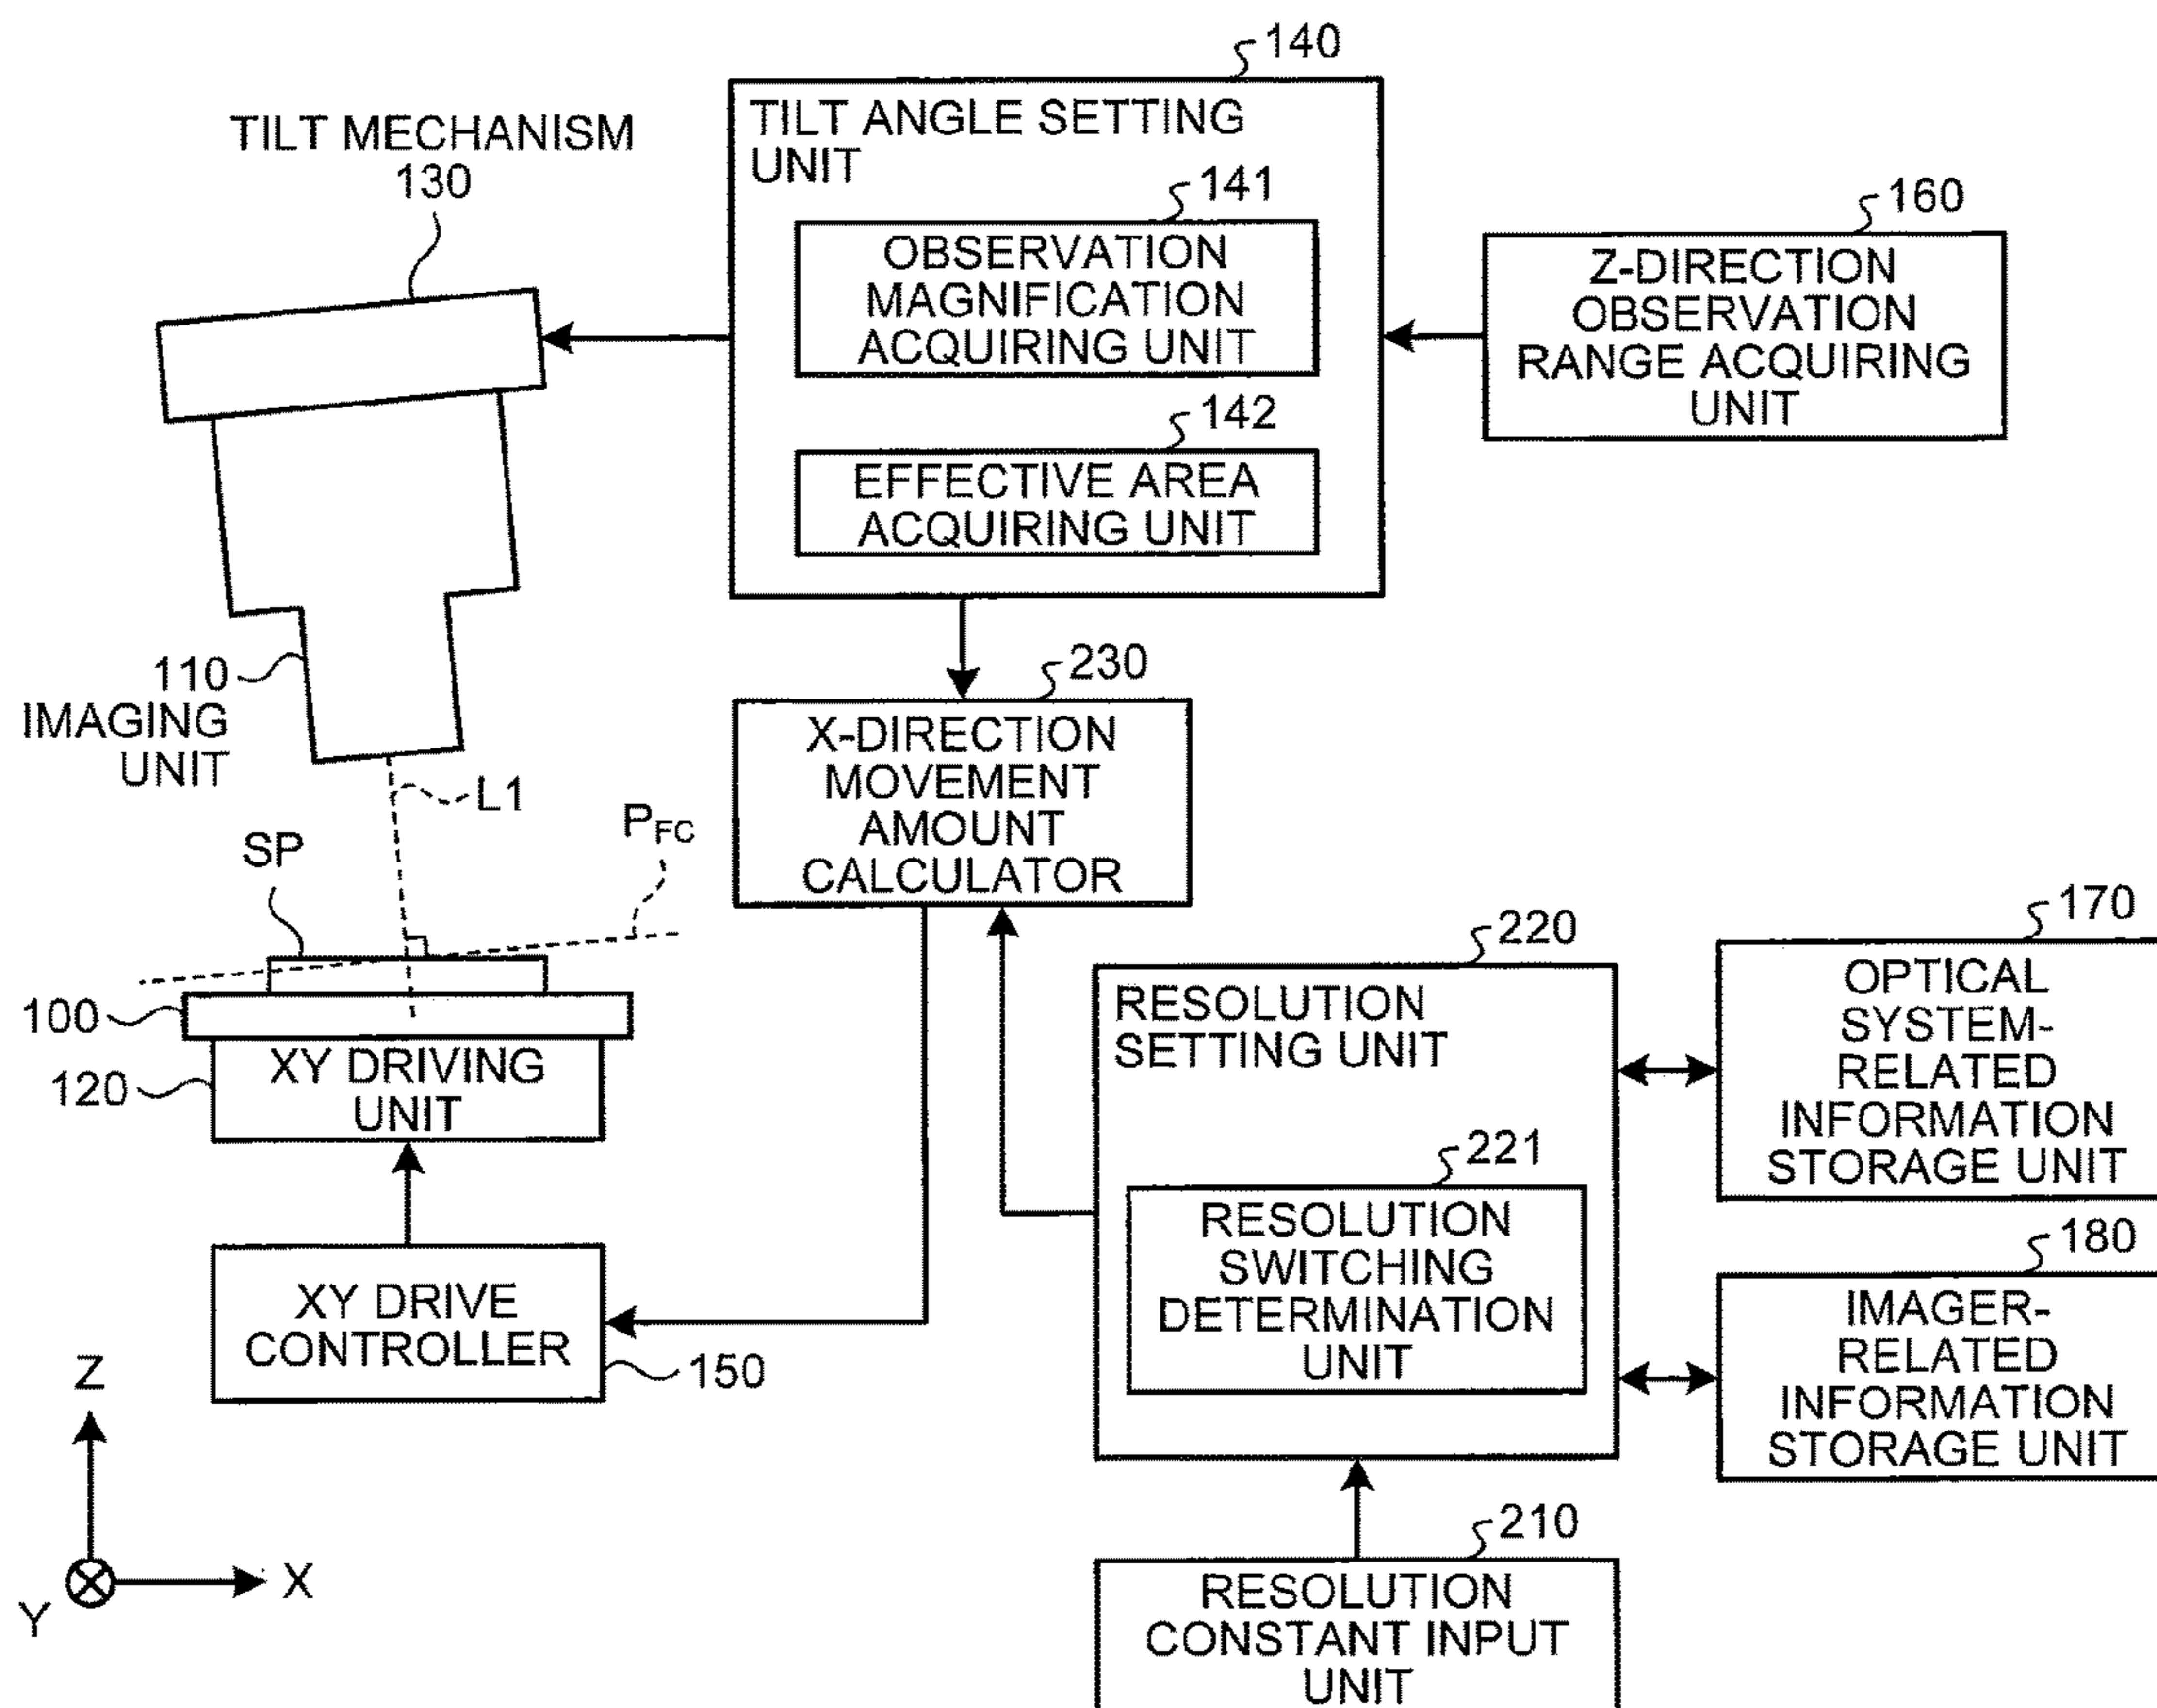 140
TILT ANGLE SETTING
UNIT
TILT MECHANISM
130
141
OBSERVATION
MAGNIFICATION
ACQUIRING UNIT
160
Z-DIRECTION
OBSERVATION
RANGE ACQUIRING
UNIT
142
EFFECTIVE AREA
ACQUIRING UNIT
110
IMAGING
UNIT
230
X-DIRECTION
MOVEMENT
AMOUNT
CALCULATOR
L1
PFC
SP
100
120
XY DRIVING
UNIT
220
RESOLUTION
SETTING UNIT
170
OPTICAL
SYSTEM-
RELATED
INFORMATION
STORAGE UNIT
221
RESOLUTION
SWITCHING
DETERMINATION
UNIT
180
IMAGER-
RELATED
INFORMATION
STORAGE UNIT
XY DRIVE
CONTROLLER
150
Z
X
Y
210
RESOLUTION
CONSTANT INPUT
UNIT